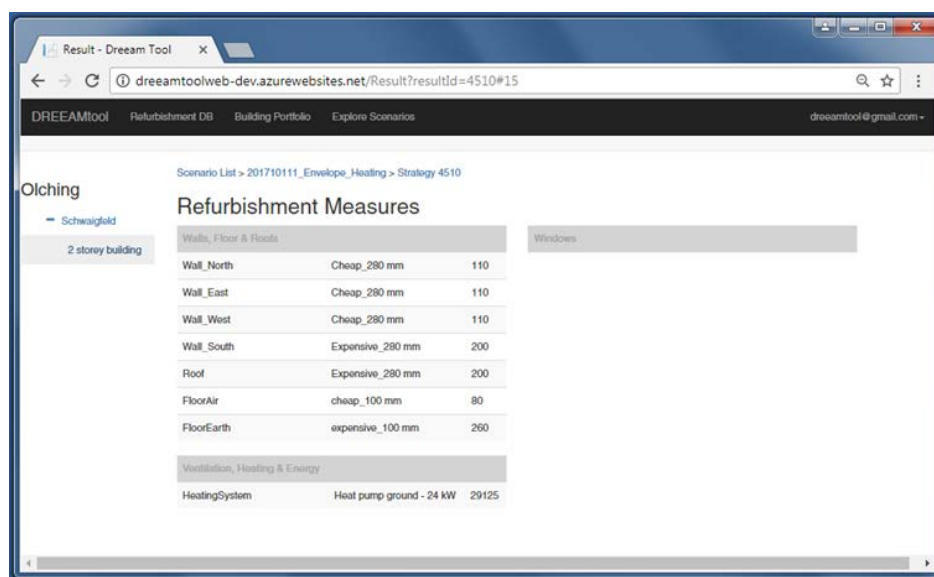 Result - Dreeam Tool
dreeamtoolweb-dev.azurewebsites.net/Result?resultId=4510#15
DREEAMtool Refurbishment DB Building Portfolio Explore Scenarios dreeamtool@gmail.com
Scenario List > 201710111_Envelope_Heating > Strategy 4510
Olching
Schwaigfeld
2 storey building
Refurbishment Measures
Walls, Floor & Roofs Windows
Wall_North Cheap_280 mm 110
Wall_East Cheap_280 mm 110
Wall_West Cheap_280 mm 110
Wall_South Expensive_280 mm 200
Roof Expensive_280 mm 200
FloorAir cheap_100 mm 80
FloorEarth expensive_100 mm 260
Ventilation, Heating & Energy
HeatingSystem Heat pump ground - 24 kW 29125